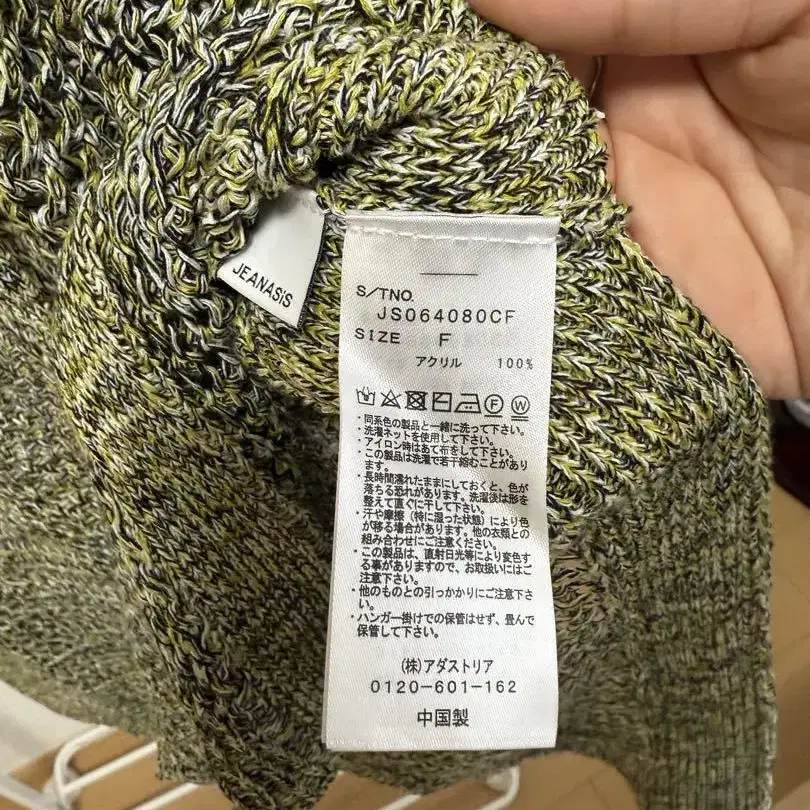 JEANASiS
S/TNO.
JS064080CF
SIZE F
アクリル 100%
F W
・同系色の製品と一緒に洗って下さい。
・洗濯ネットを使用して下さい。
・アイロン時はあて布をして下さい。
・この製品は洗濯で若干縮むことがあり
ます。
・長時間濡れたままにしておくと、色が
落ちる恐れがあります。洗濯後は形を
整えて直ぐに干して下さい。
・汗や摩擦（特に湿った状態）により色
が移る場合があります。他の衣類との
組み合わせにご注意ください。
・この製品は、直射日光等により変色す
る事がありますので、お取扱いにはご
注意下さい。
・他のものとの引っかかりにご注意下さ
い。
・ハンガー掛けでの保管はせず、畳んで
保管して下さい。
(株)アダストリア
0120-601-162
中国製